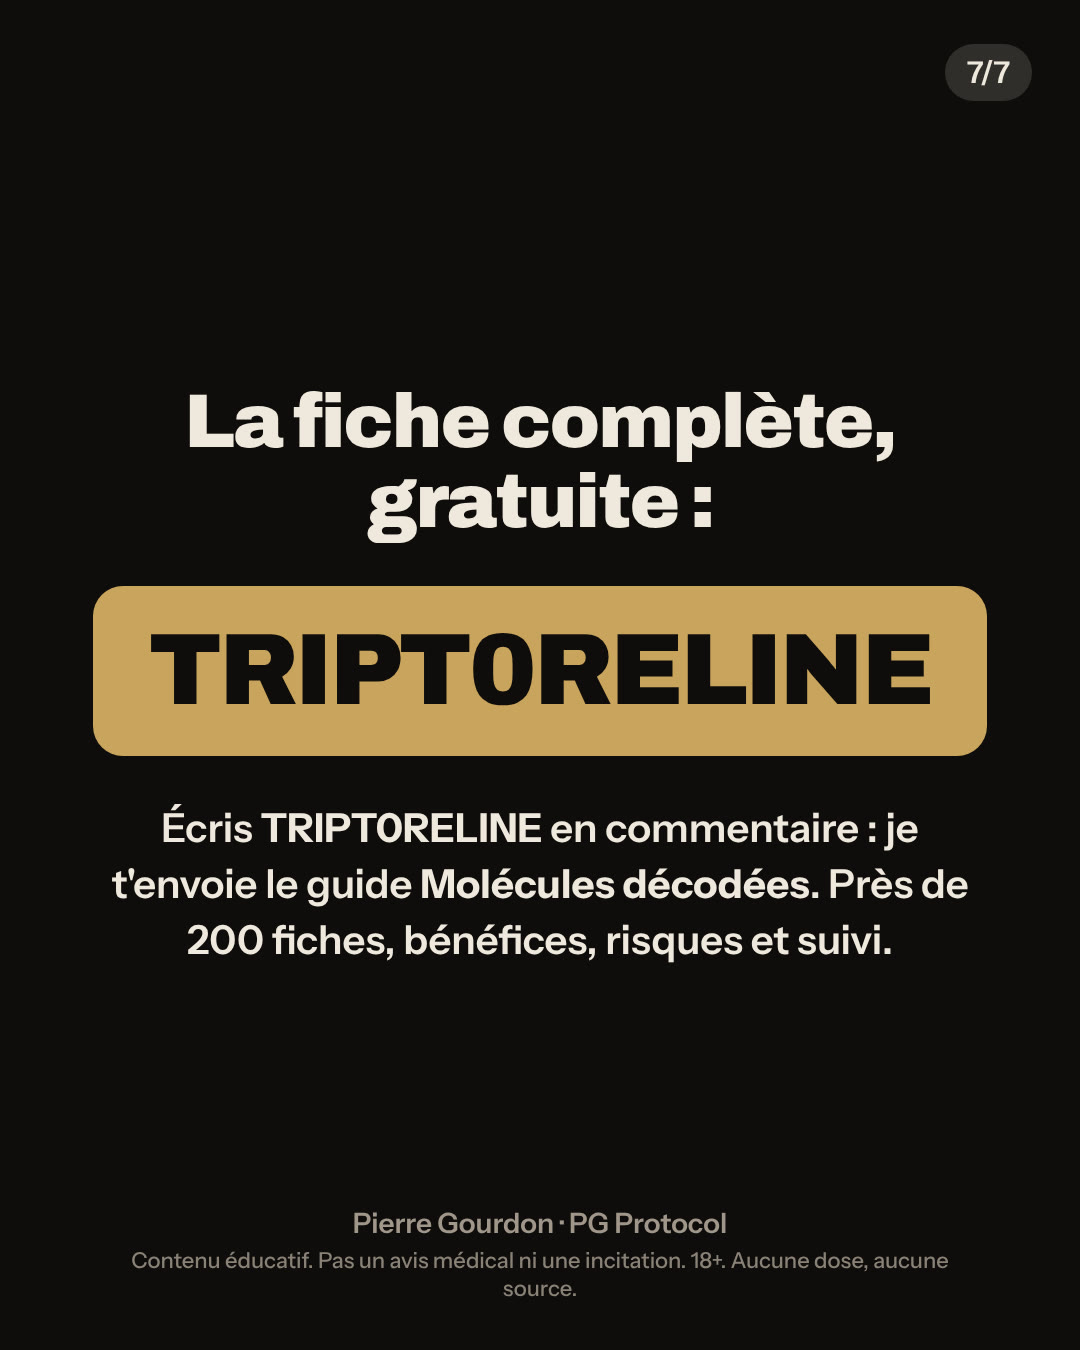 7/7
La fiche complète,
gratuite :
TRIPT0RELINE
Écris TRIPT0RELINE en commentaire : je
t'envoie le guide Molécules décodées. Près de
200 fiches, bénéfices, risques et suivi.
Pierre Gourdon · PG Protocol
Contenu éducatif. Pas un avis médical ni une incitation. 18+. Aucune dose, aucune
source.